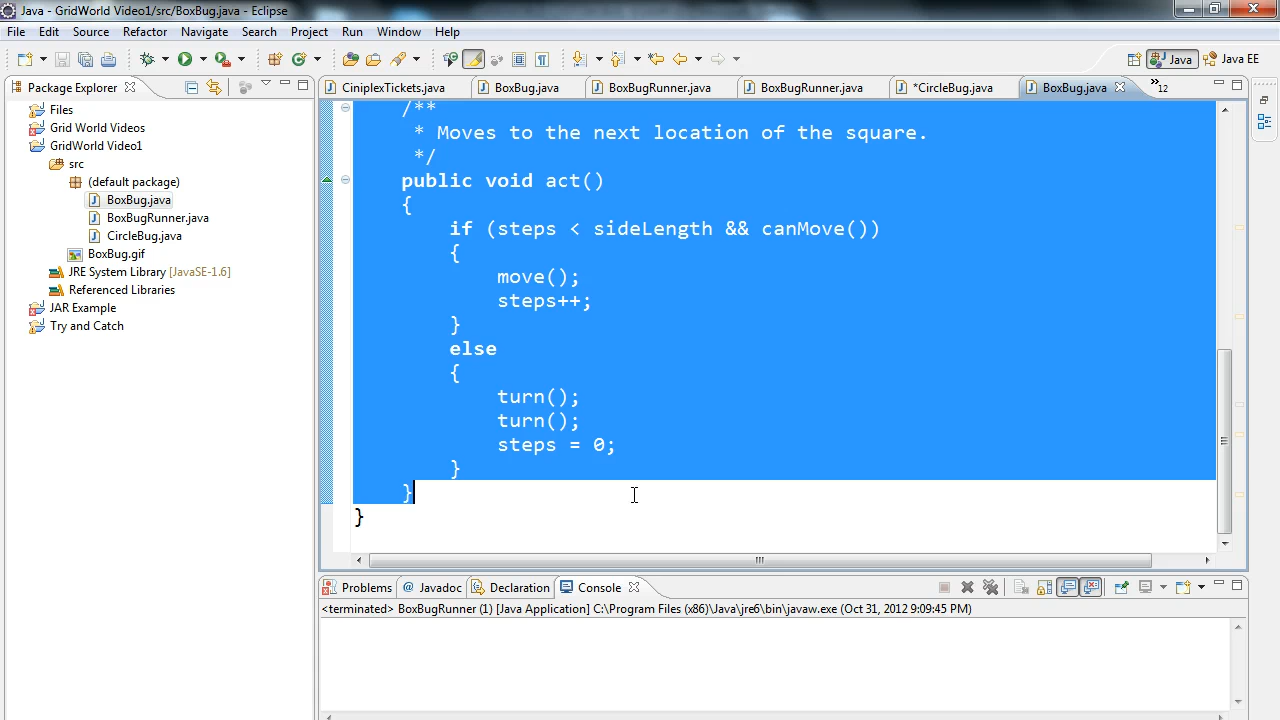 Java - GridWorld Video1/src/BoxBug.java - Eclipse
File Edit Source Refactor Navigate Search Project Run Window Help
Java Java EE
Package Explorer
CiniplexTickets.java BoxBug.java BoxBugRunner.java BoxBugRunner.java *CircleBug.java BoxBug.java »12
Files
Grid World Videos
GridWorld Video1
src
(default package)
BoxBug.java
BoxBugRunner.java
CircleBug.java
BoxBug.gif
JRE System Library [JavaSE-1.6]
Referenced Libraries
JAR Example
Try and Catch
/**
* Moves to the next location of the square.
*/
public void act()
{
if (steps < sideLength && canMove())
{
move();
steps++;
}
else
{
turn();
turn();
steps = 0;
}
}
}
Problems @ Javadoc Declaration Console
<terminated> BoxBugRunner (1) [Java Application] C:\Program Files (x86)\Java\jre6\bin\javaw.exe (Oct 31, 2012 9:09:45 PM)